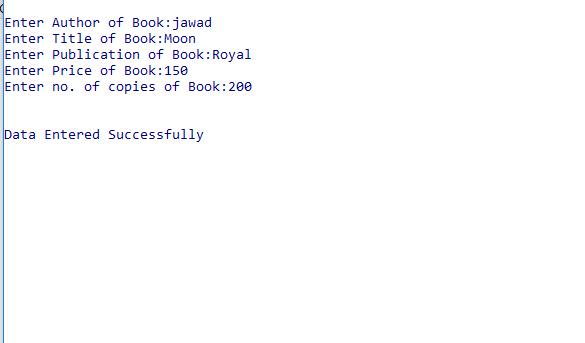 Enter Author of Book:jawad
Enter Title of Book:Moon
Enter Publication of Book:Royal
Enter Price of Book:150
Enter no. of copies of Book:200
Data Entered Successfully